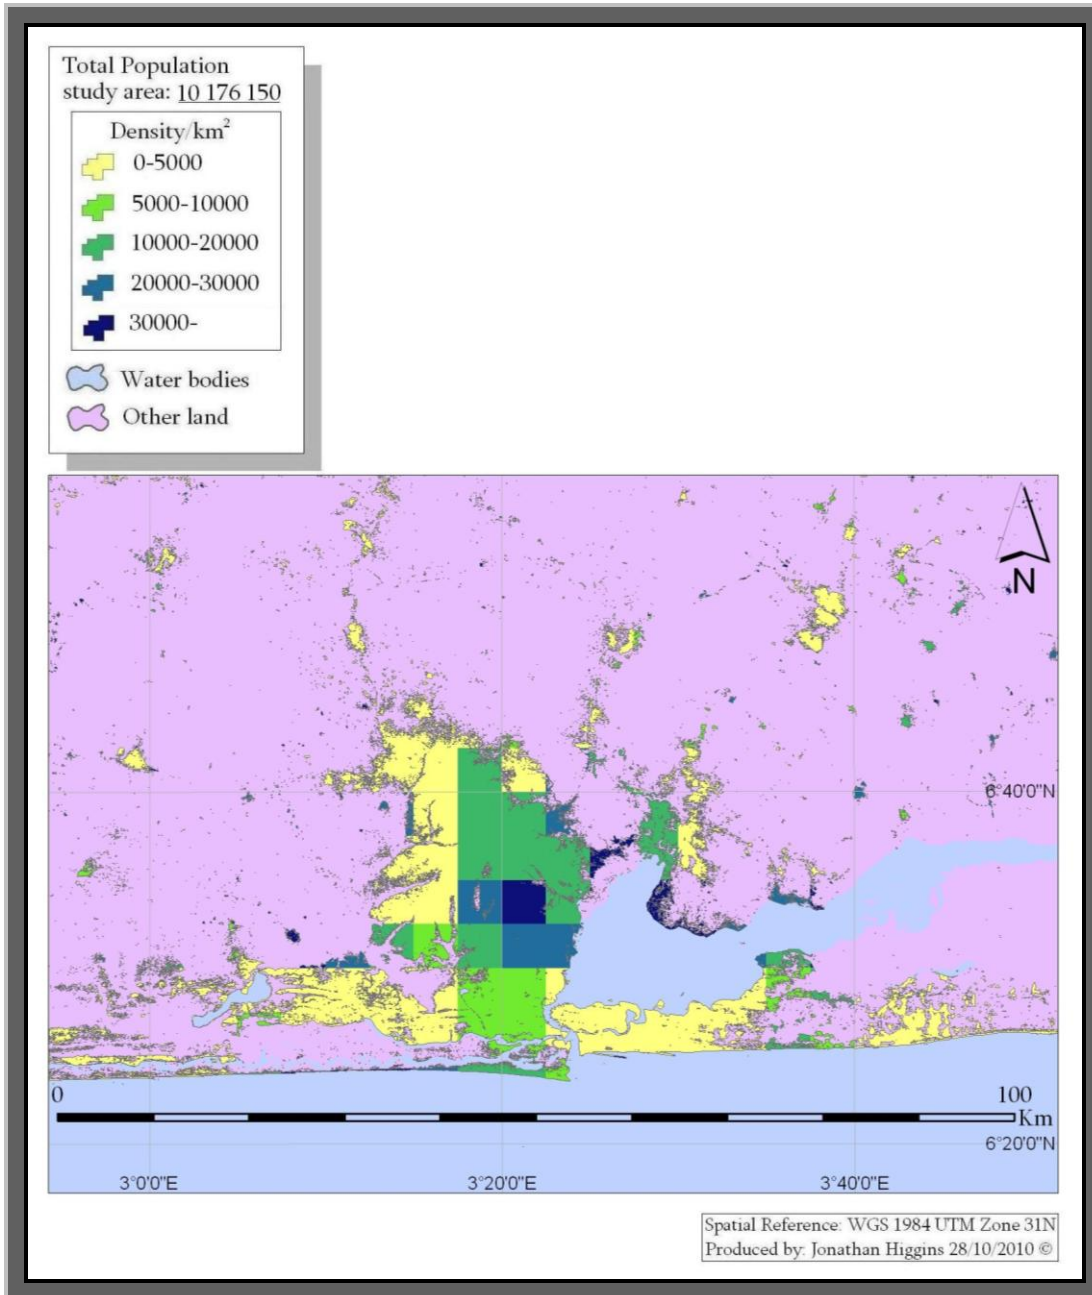 Total Population
study area: 10 176 150
Density/km²
0-5000
5000-10000
10000-20000
20000-30000
30000-
Water bodies
Other land
N
6°40'0"N
0
100
Km
6°20'0"N
3°0'0"E
3°20'0"E
3°40'0"E
Spatial Reference: WGS 1984 UTM Zone 31N
Produced by: Jonathan Higgins 28/10/2010 ©